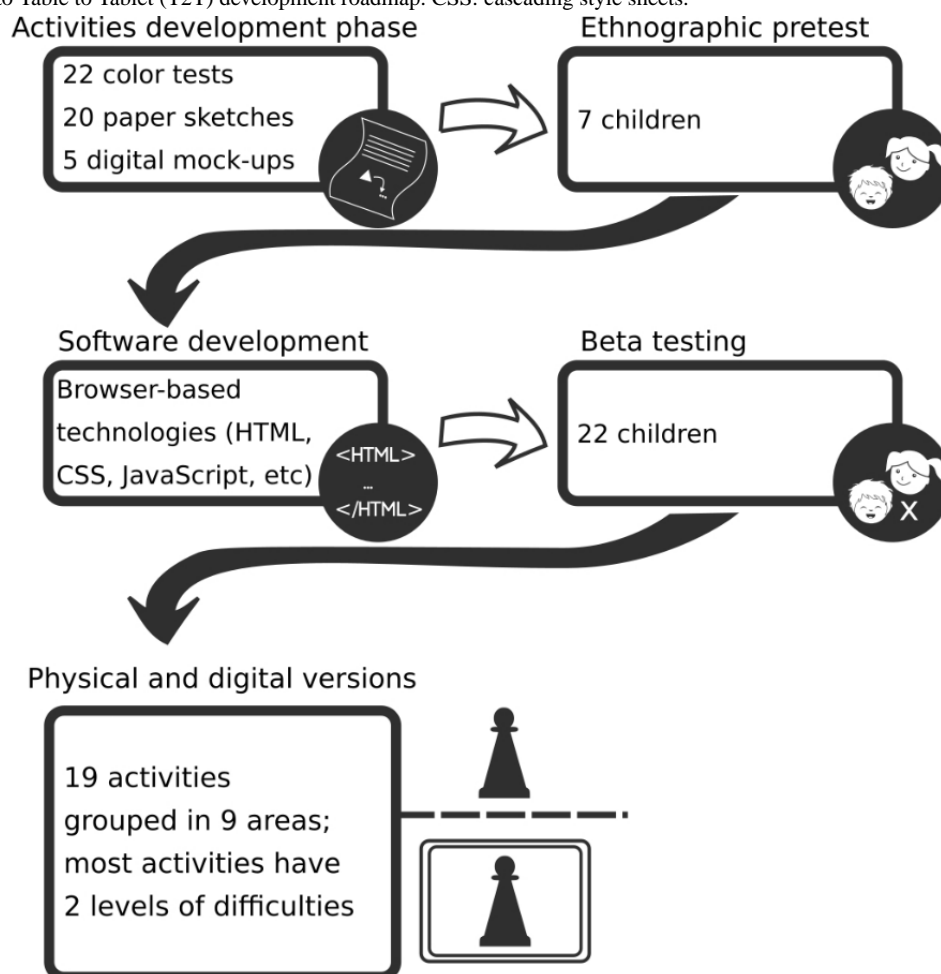 to Table to Tablet (T2T) development roadmap. CSS: cascading style sheets.
Activities development phase
22 color tests
20 paper sketches
5 digital mock-ups
Ethnographic pretest
7 children
Software development
Browser-based
technologies (HTML,
CSS, JavaScript, etc)
<HTML>
...
</HTML>
Beta testing
22 children
X
Physical and digital versions
19 activities
grouped in 9 areas;
most activities have
2 levels of difficulties